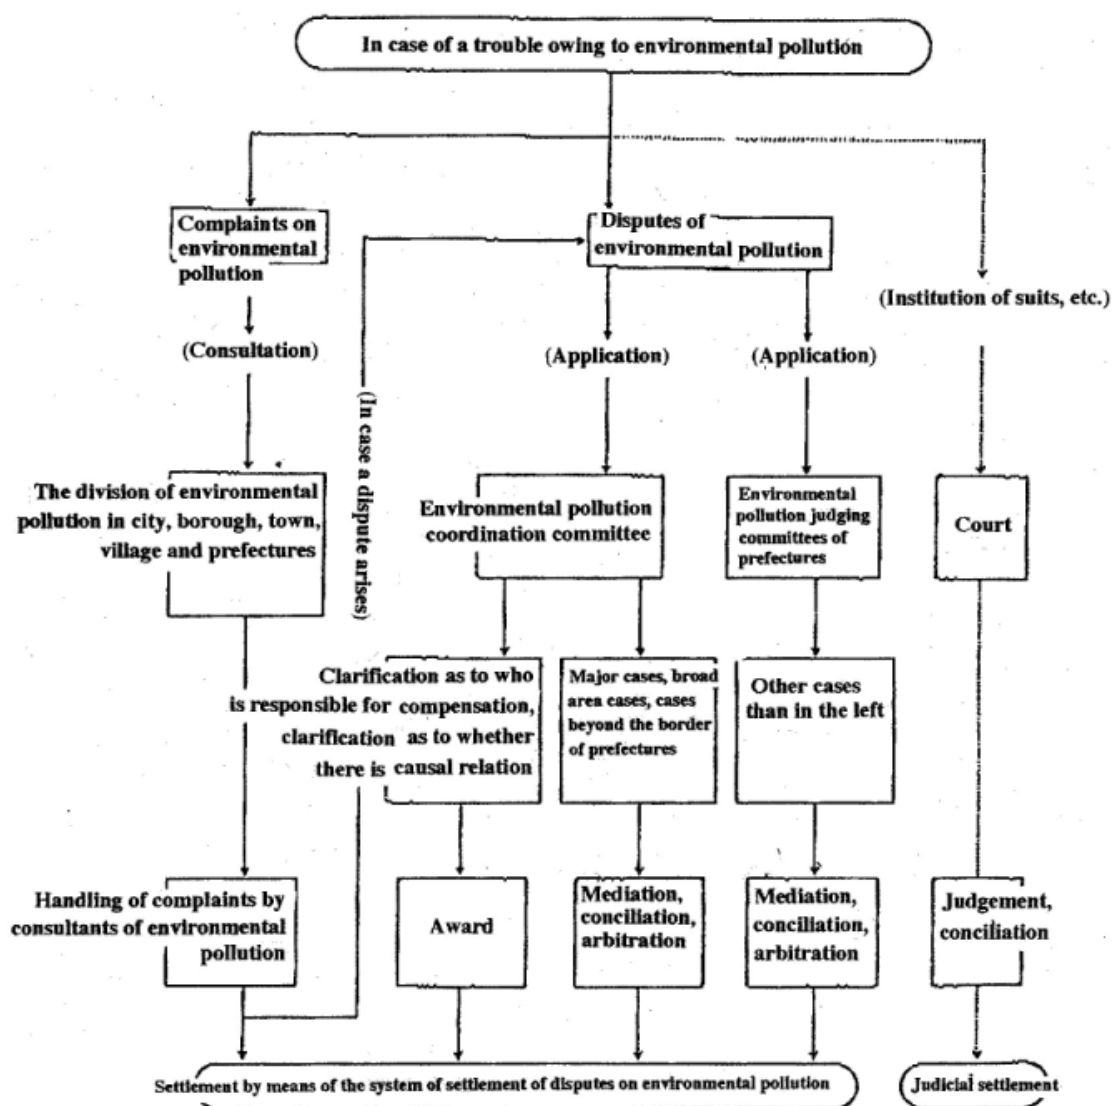 In case of a trouble owing to environmental pollution
Complaints on
environmental
pollution
Disputes of
environmental pollution
(Institution of suits, etc.)
(Consultation)
(Application)
(Application)
(In case a dispute arises)
The division of environmental
pollution in city, borough, town,
village and prefectures
Environmental pollution
coordination committee
Environmental
pollution judging
committees of
prefectures
Court
Clarification as to who
is responsible for compensation,
clarification as to whether
there is causal relation
Major cases, broad
area cases, cases
beyond the border
of prefectures
Other cases
than in the left
Handling of complaints by
consultants of environmental
pollution
Award
Mediation,
conciliation,
arbitration
Mediation,
conciliation,
arbitration
Judgement,
conciliation
Settlement by means of the system of settlement of disputes on environmental pollution
Judicial settlement